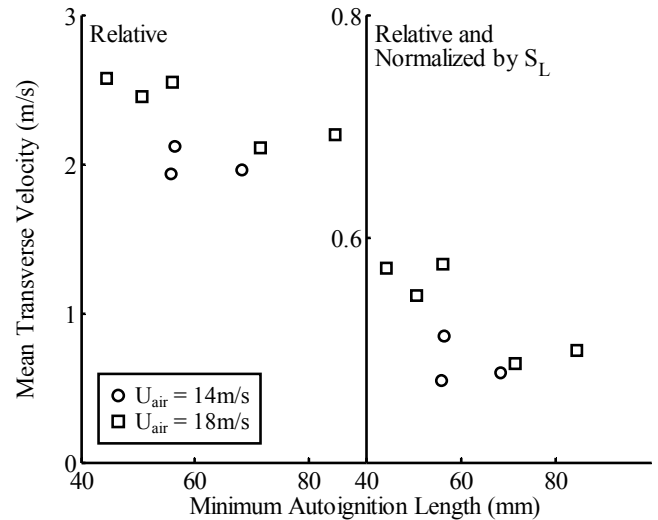 3
Relative
2
1
0
Mean Transverse Velocity (m/s)
U_air = 14m/s
U_air = 18m/s
40
60
80
0.8
Relative and
Normalized by S_L
0.6
40
60
80
Minimum Autoignition Length (mm)